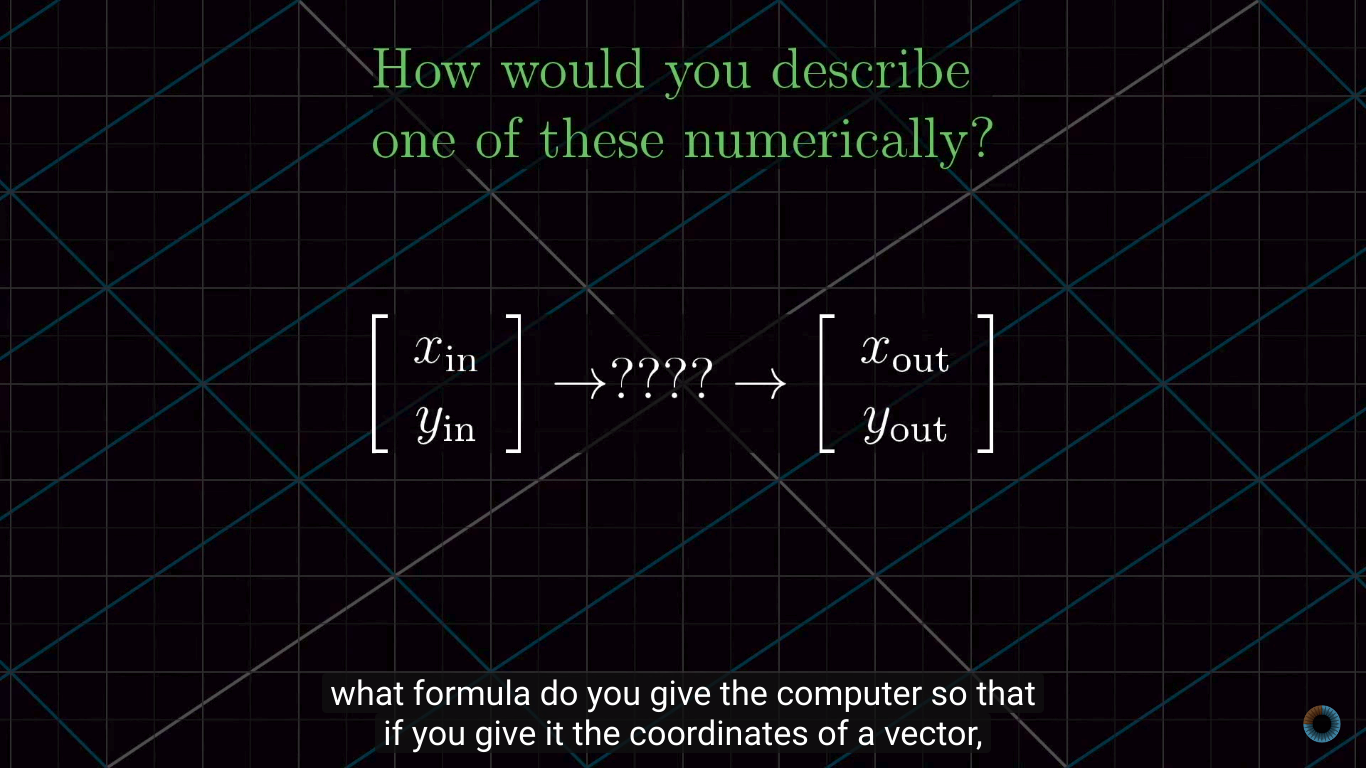 How would you describe
one of these numerically?
[x_in y_in] →???? → [x_out y_out]
what formula do you give the computer so that
if you give it the coordinates of a vector,